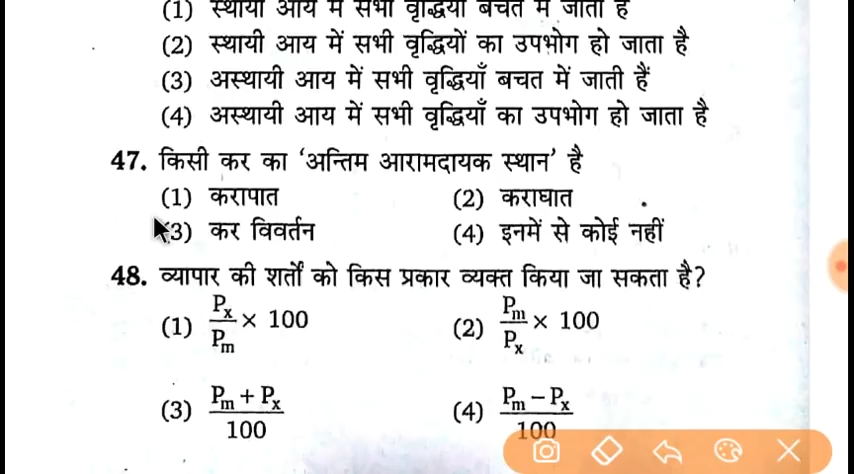 (1) स्थायी आय में सभी वृद्धियाँ बचत में जाती हैं
(2) स्थायी आय में सभी वृद्धियों का उपभोग हो जाता है
(3) अस्थायी आय में सभी वृद्धियाँ बचत में जाती हैं
(4) अस्थायी आय में सभी वृद्धियाँ का उपभोग हो जाता है
47. किसी कर का ‘अन्तिम आरामदायक स्थान’ है
(1) करापात (2) कराघात
(3) कर विवर्तन (4) इनमें से कोई नहीं
48. व्यापार की शर्तों को किस प्रकार व्यक्त किया जा सकता है?
(1) Px/Pm × 100 (2) Pm/Px × 100
(3) Pm + Px/100 (4) Pm – Px/100